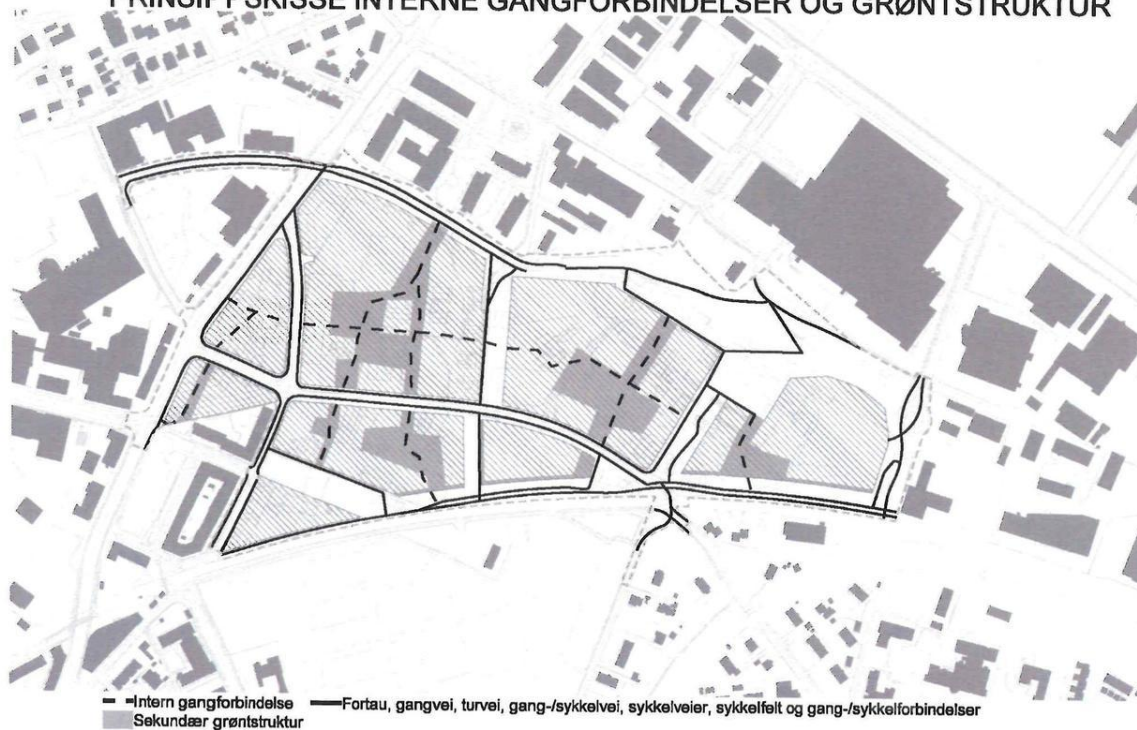 PRINSIPPSKISSE INTERNE GANGFORBINDELSER OG GRØNTSTRUKTUR
Intern gangforbindelse
Fortau, gangvei, turvei, gang-/sykkelvei, sykkelveier, sykkelfelt og gang-/sykkelforbindelser
Sekundær grøntstruktur